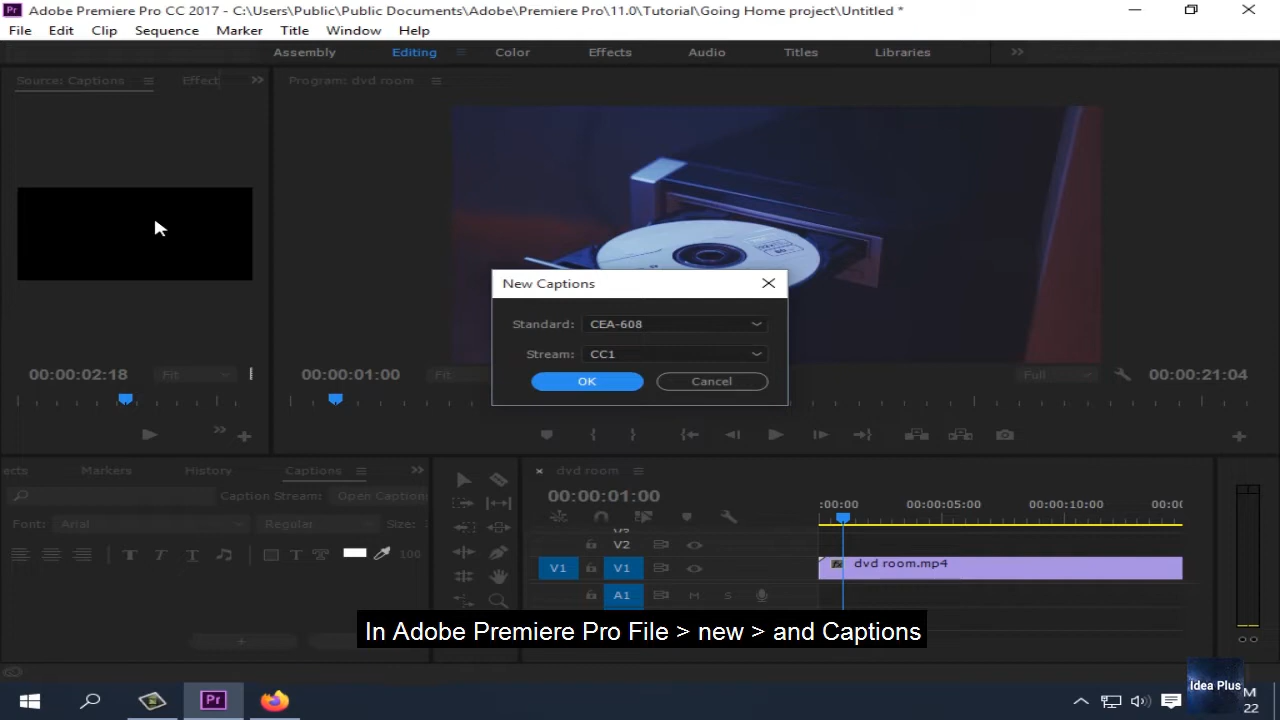 Pr Adobe Premiere Pro CC 2017 - C:\Users\Public\Public Documents\Adobe\Premiere Pro\11.0\Tutorial\Going Home project\Untitled *
File Edit Clip Sequence Marker Title Window Help
Assembly Editing Color Effects Audio Titles Libraries
Source: Captions Effect Program: dvd room
New Captions
Standard: CEA-608
Stream: CC1
OK Cancel
00:00:02:18 Fit 00:00:01:00 Fit Full 00:00:21:04
ects Markers History Captions
Caption Stream: Open Caption
Font: Arial Regular Size:
100
dvd room
00:00:01:00
:00:00 00:00:05:00 00:00:10:00 00:0
V2
V1 V1 dvd room.mp4
A1 M S
In Adobe Premiere Pro File > new > and Captions
Pr
Idea Plus
M
22